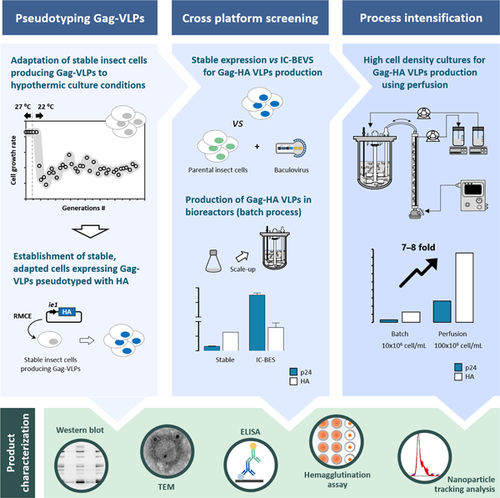 Pseudotyping Gag-VLPs
Adaptation of stable insect cells
producing Gag-VLPs to
hypothermic culture conditions
27 °C
22 °C
Cell growth rate
Generations #
Establishment of stable,
adapted cells expressing Gag-
VLPs pseudotyped with HA
ie1
RMCE
HA
Stable insect cells
producing Gag-VLPs
Cross platform screening
Stable expression vs IC-BEVS
for Gag-HA VLPs production
VS
+
Parental insect cells
Baculovirus
Production of Gag-HA VLPs in
bioreactors (batch process)
Scale-up
Stable
IC-BES
p24
HA
Process intensification
High cell density cultures for
Gag-HA VLPs production
using perfusion
7–8 fold
Batch
Perfusion
10x10⁶ cell/mL
100x10⁶ cell/mL
p24
HA
Product
characterization
Western blot
TEM
ELISA
Hemagglutination
assay
Nanoparticle
tracking analysis